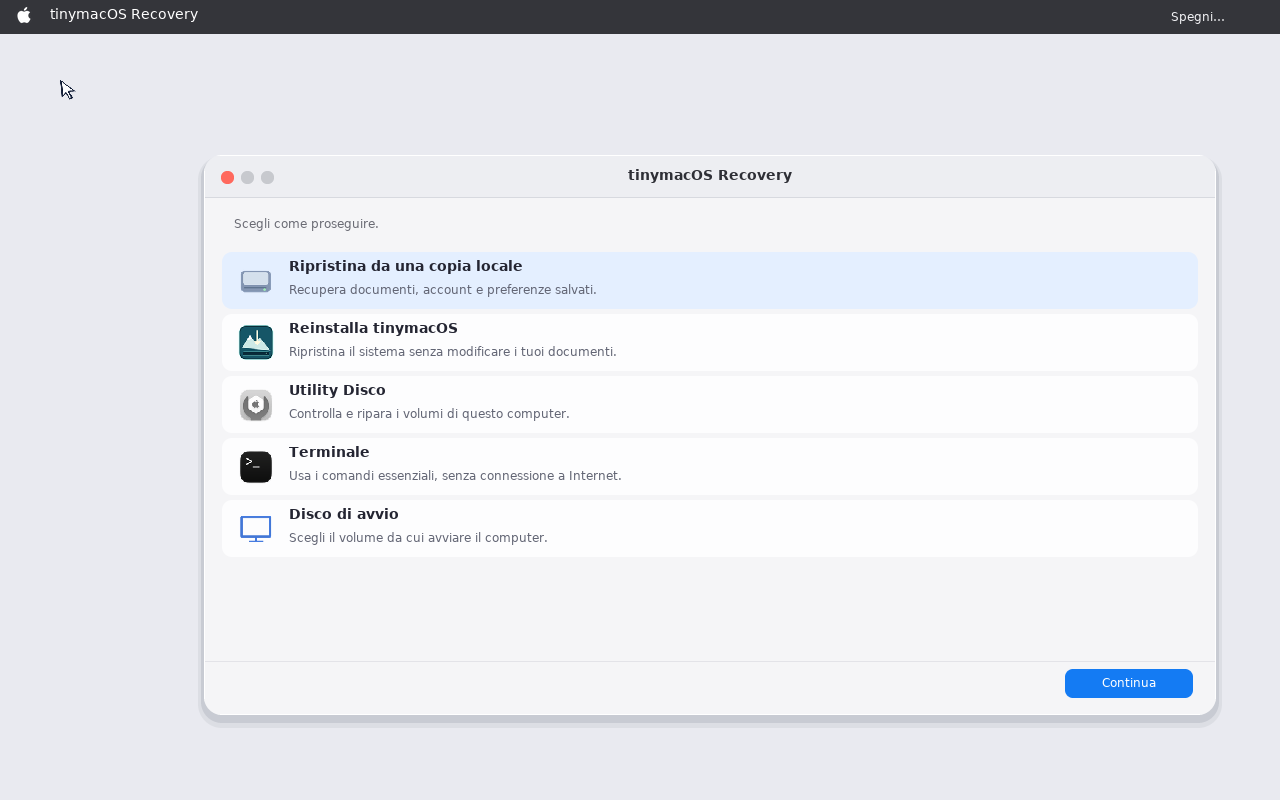 tinymacOS Recovery
Spegni...
tinymacOS Recovery
Scegli come proseguire.
Ripristina da una copia locale
Recupera documenti, account e preferenze salvati.
Reinstalla tinymacOS
Ripristina il sistema senza modificare i tuoi documenti.
Utility Disco
Controlla e ripara i volumi di questo computer.
Terminale
Usa i comandi essenziali, senza connessione a Internet.
Disco di avvio
Scegli il volume da cui avviare il computer.
Continua